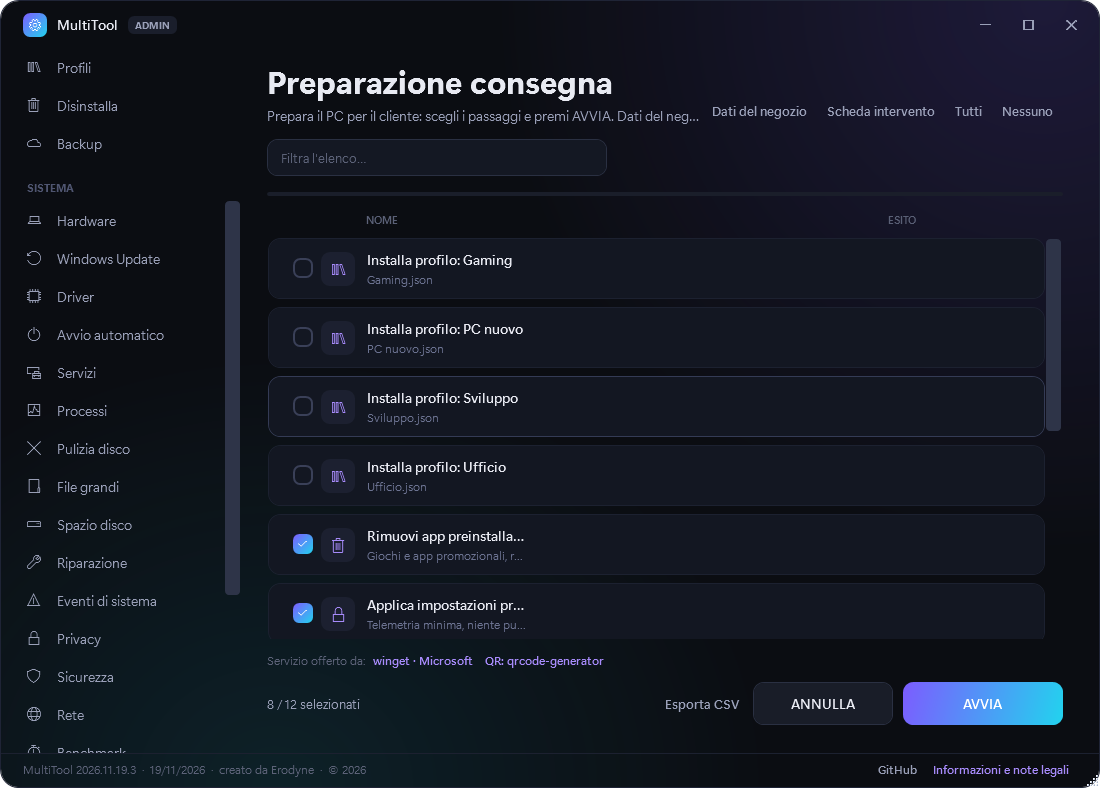 MultiTool ADMIN
Profili
Disinstalla
Backup
SISTEMA
Hardware
Windows Update
Driver
Avvio automatico
Servizi
Processi
Pulizia disco
File grandi
Spazio disco
Riparazione
Eventi di sistema
Privacy
Sicurezza
Rete
Benchmark
Preparazione consegna
Prepara il PC per il cliente: scegli i passaggi e premi AVVIA. Dati del neg...
Dati del negozio Scheda intervento Tutti Nessuno
Filtra l'elenco...
NOME ESITO
Installa profilo: Gaming
Gaming.json
Installa profilo: PC nuovo
PC nuovo.json
Installa profilo: Sviluppo
Sviluppo.json
Installa profilo: Ufficio
Ufficio.json
Rimuovi app preinstalla...
Giochi e app promozionali, r...
Applica impostazioni pr...
Telemetria minima, niente pu...
Servizio offerto da: winget · Microsoft QR: qrcode-generator
8 / 12 selezionati
Esporta CSV ANNULLA AVVIA
MultiTool 2026.11.19.3 · 19/11/2026 · creato da Erodyne · © 2026
GitHub Informazioni e note legali